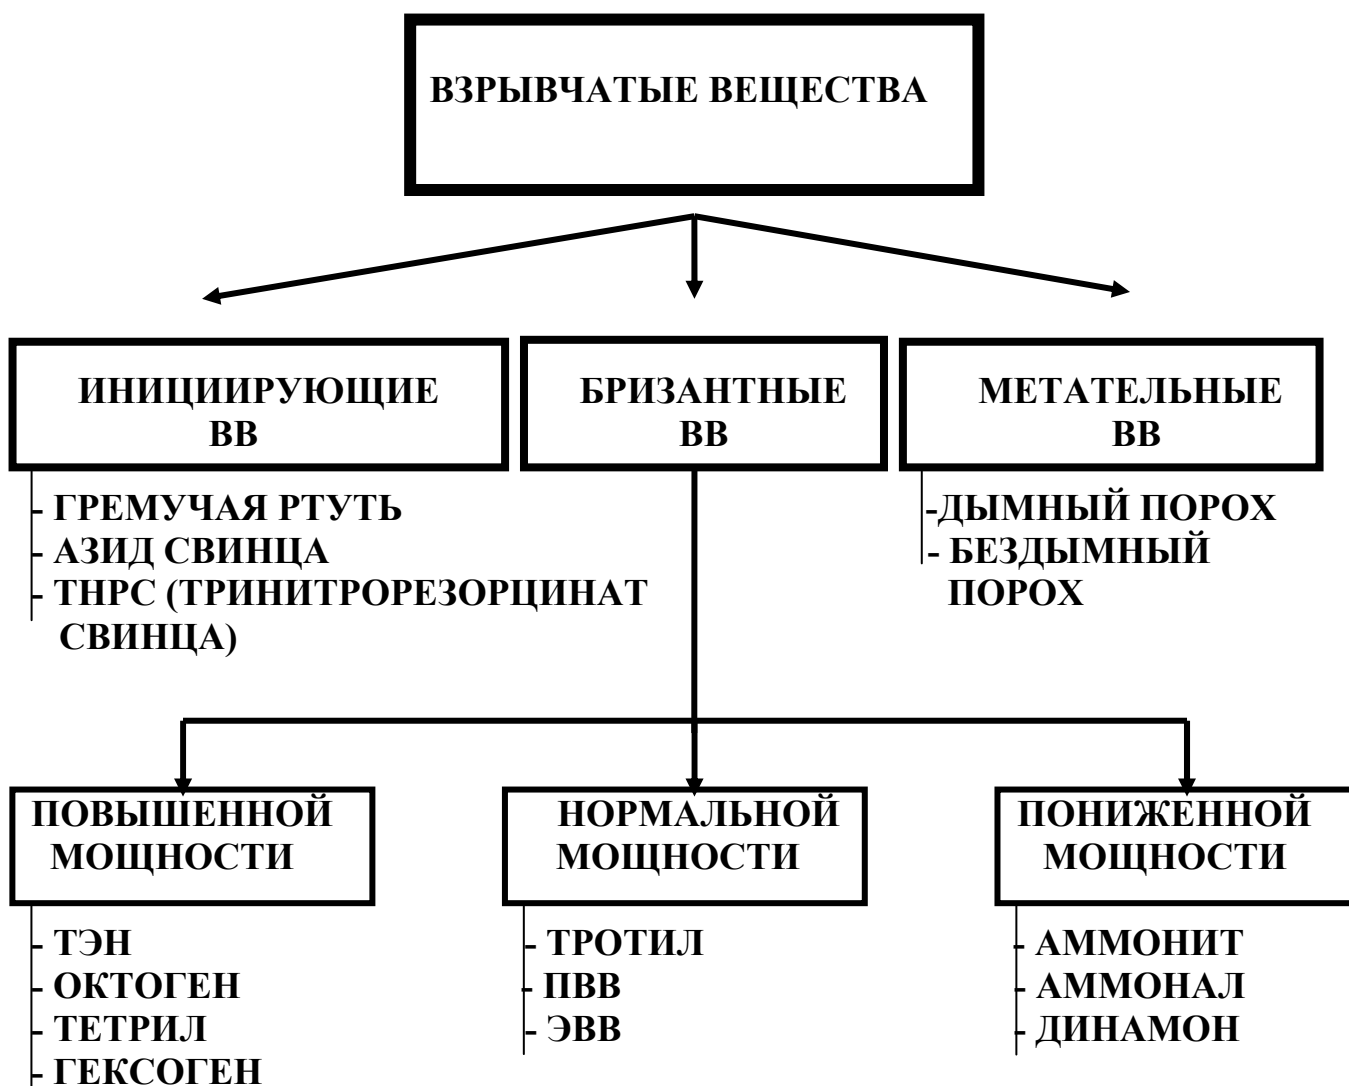 ВЗРЫВЧАТЫЕ ВЕЩЕСТВА
ИНИЦИИРУЮЩИЕ
ВВ
- ГРЕМУЧАЯ РТУТЬ
- АЗИД СВИНЦА
- ТНРС (ТРИНИТРОРЕЗОРЦИНАТ
СВИНЦА)
БРИЗАНТНЫЕ
ВВ
МЕТАТЕЛЬНЫЕ
ВВ
-ДЫМНЫЙ ПОРОХ
- БЕЗДЫМНЫЙ
ПОРОХ
ПОВЫШЕННОЙ
МОЩНОСТИ
- ТЭН
- ОКТОГЕН
- ТЕТРИЛ
- ГЕКСОГЕН
НОРМАЛЬНОЙ
МОЩНОСТИ
- ТРОТИЛ
- ПВВ
- ЭВВ
ПОНИЖЕННОЙ
МОЩНОСТИ
- АММОНИТ
- АММОНАЛ
- ДИНАМОН